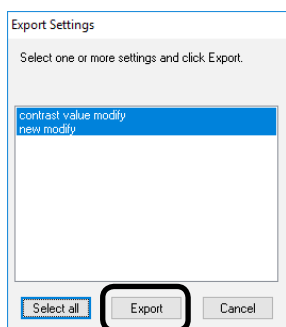 Export Settings
Select one or more settings and click Export.
contrast value modify
new modify
Select all
Export
Cancel